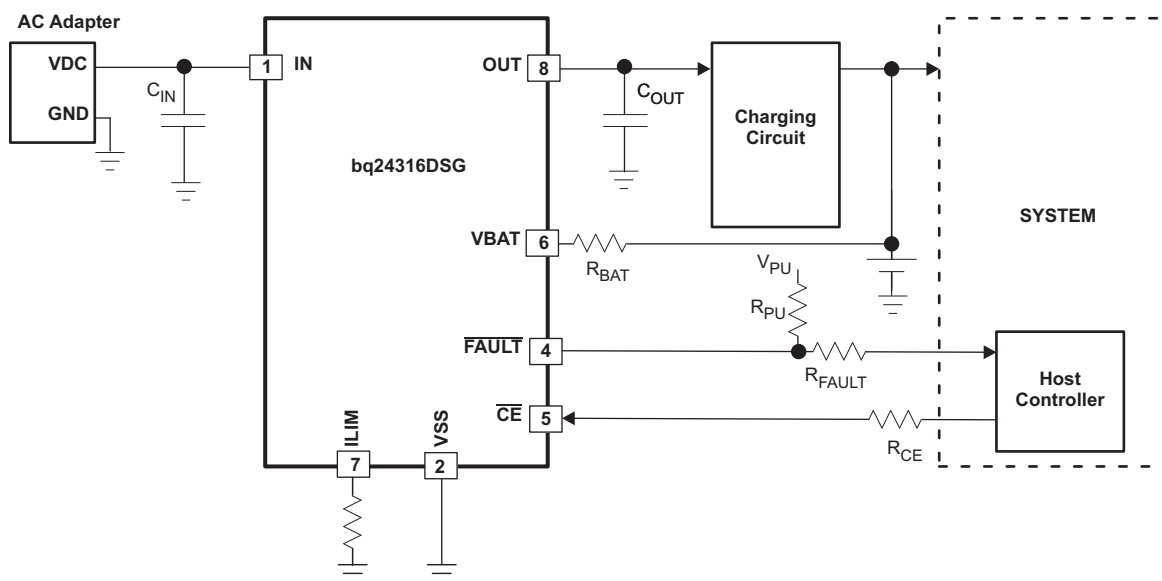 AC Adapter
VDC
GND
C_IN
1
IN
OUT
8
C_OUT
Charging
Circuit
bq24316DSG
SYSTEM
VBAT
6
R_BAT
V_PU
R_PU
FAULT
4
R_FAULT
Host
Controller
CE
5
R_CE
ILIM
VSS
7
2